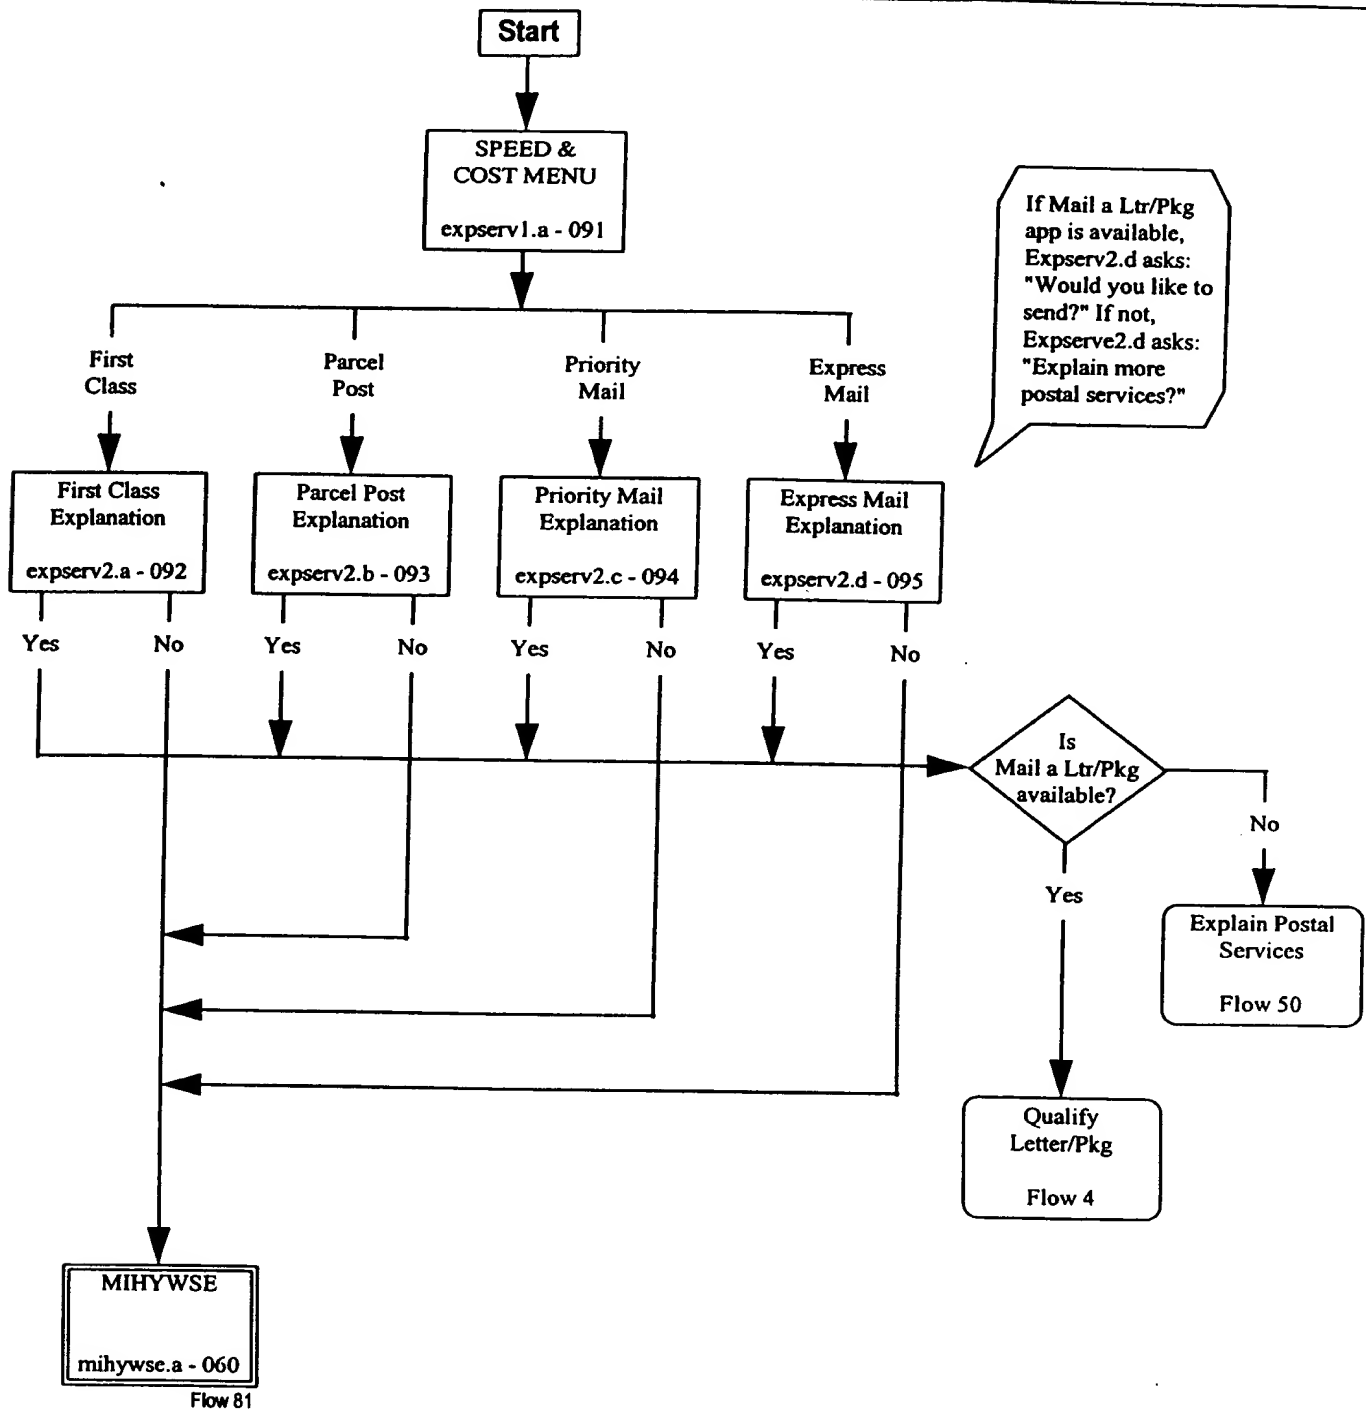 Start
SPEED &
COST MENU
expserv1.a - 091
If Mail a Ltr/Pkg
app is available,
Expserv2.d asks:
"Would you like to
send?" If not,
Expserve2.d asks:
"Explain more
postal services?"
First
Class
Parcel
Post
Priority
Mail
Express
Mail
First Class
Explanation
expserv2.a - 092
Parcel Post
Explanation
expserv2.b - 093
Priority Mail
Explanation
expserv2.c - 094
Express Mail
Explanation
expserv2.d - 095
Yes
No
Yes
No
Yes
No
Yes
No
Is
Mail a Ltr/Pkg
available?
No
Yes
Explain Postal
Services
Flow 50
Qualify
Letter/Pkg
Flow 4
MIHYWSE
mihywse.a - 060
Flow 81